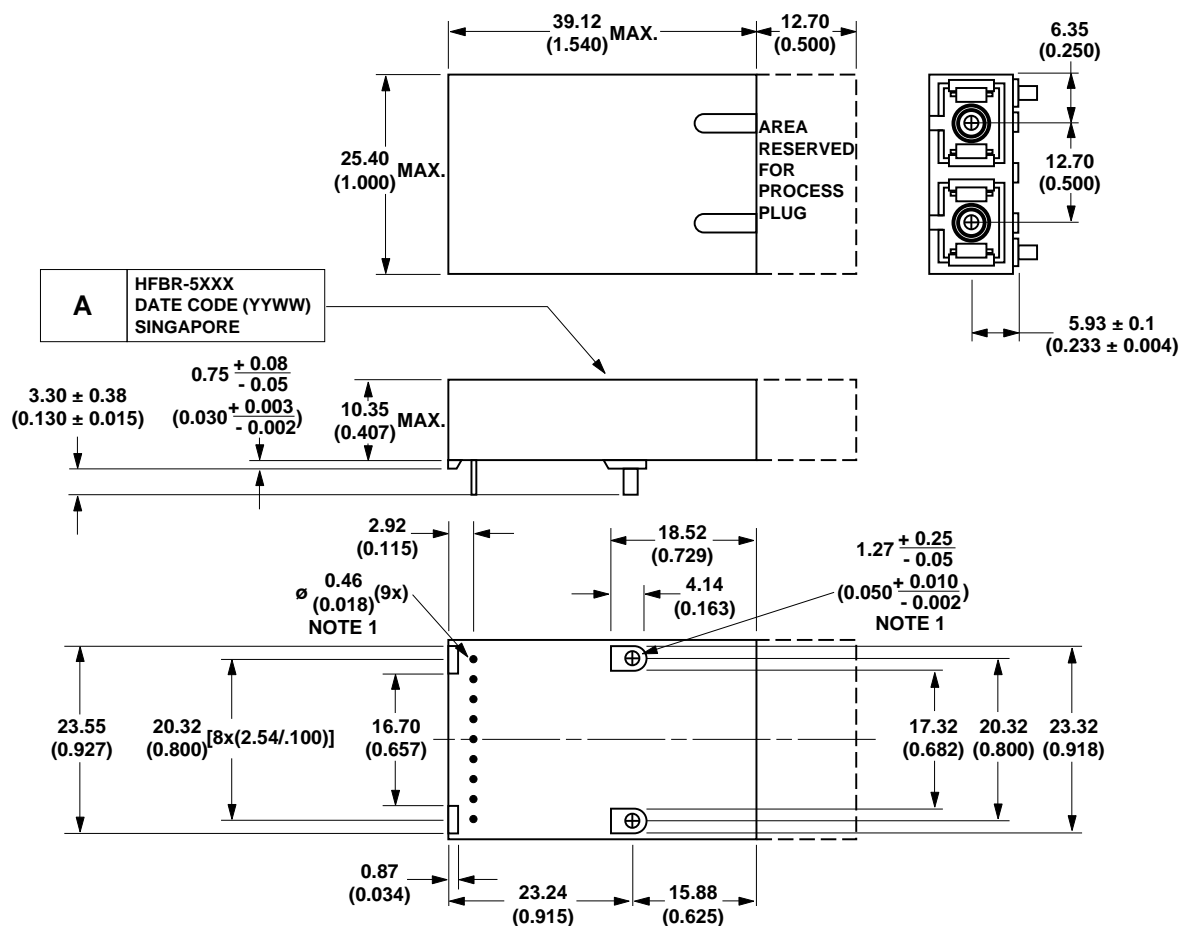 39.12
(1.540)
MAX.
12.70
(0.500)
6.35
(0.250)
25.40
(1.000)
MAX.
AREA
RESERVED
FOR
PROCESS
PLUG
12.70
(0.500)
A
HFBR-5XXX
DATE CODE (YYWW)
SINGAPORE
5.93 ± 0.1
(0.233 ± 0.004)
3.30 ± 0.38
(0.130 ± 0.015)
0.75 + 0.08
- 0.05
(0.030 + 0.003
- 0.002)
10.35
(0.407)
MAX.
2.92
(0.115)
18.52
(0.729)
4.14
(0.163)
1.27 + 0.25
- 0.05
(0.050 + 0.010
- 0.002)
NOTE 1
ø 0.46
(0.018) (9x)
NOTE 1
23.55
(0.927)
20.32
(0.800)
[8x(2.54/.100)]
16.70
(0.657)
17.32
(0.682)
20.32
(0.800)
23.32
(0.918)
0.87
(0.034)
23.24
(0.915)
15.88
(0.625)